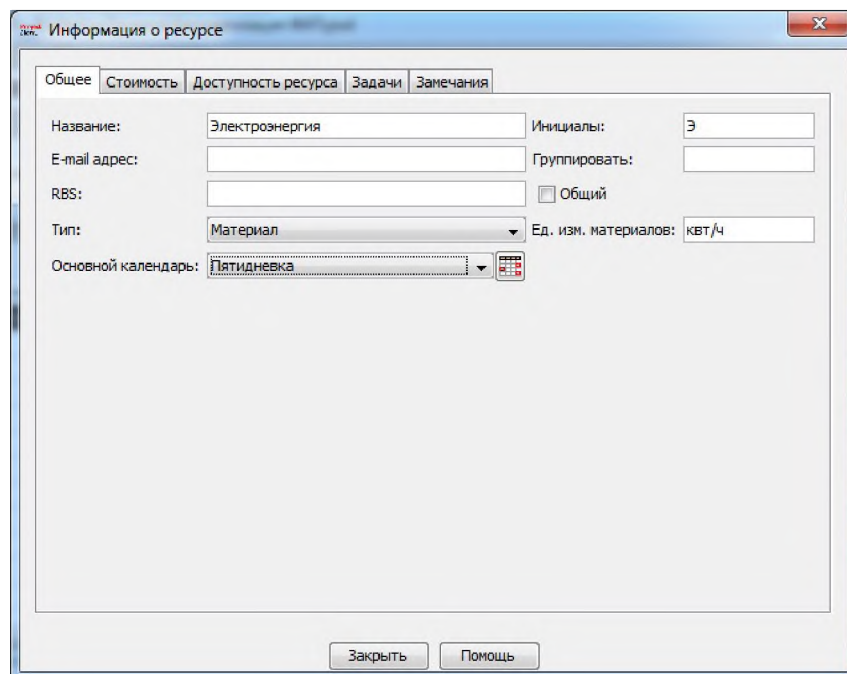 Информация о ресурсе
Общее Стоимость Доступность ресурса Задачи Замечания
Название: Электроэнергия Инициалы: Э
E-mail адрес: Группировать:
RBS: Общий
Тип: Материал Ед. изм. материалов: квт/ч
Основной календарь: Пятидневка
Закрыть Помощь